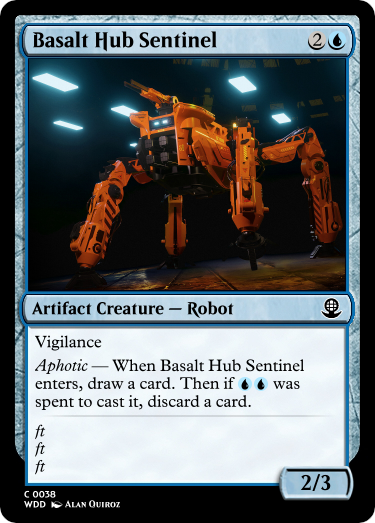 Basalt Hub Sentinel 2
Artifact Creature — Robot
Vigilance
Aphotic — When Basalt Hub Sentinel
enters, draw a card. Then if was
spent to cast it, discard a card.
ft
ft
ft
2/3
C 0038
WDD Alan Quiroz